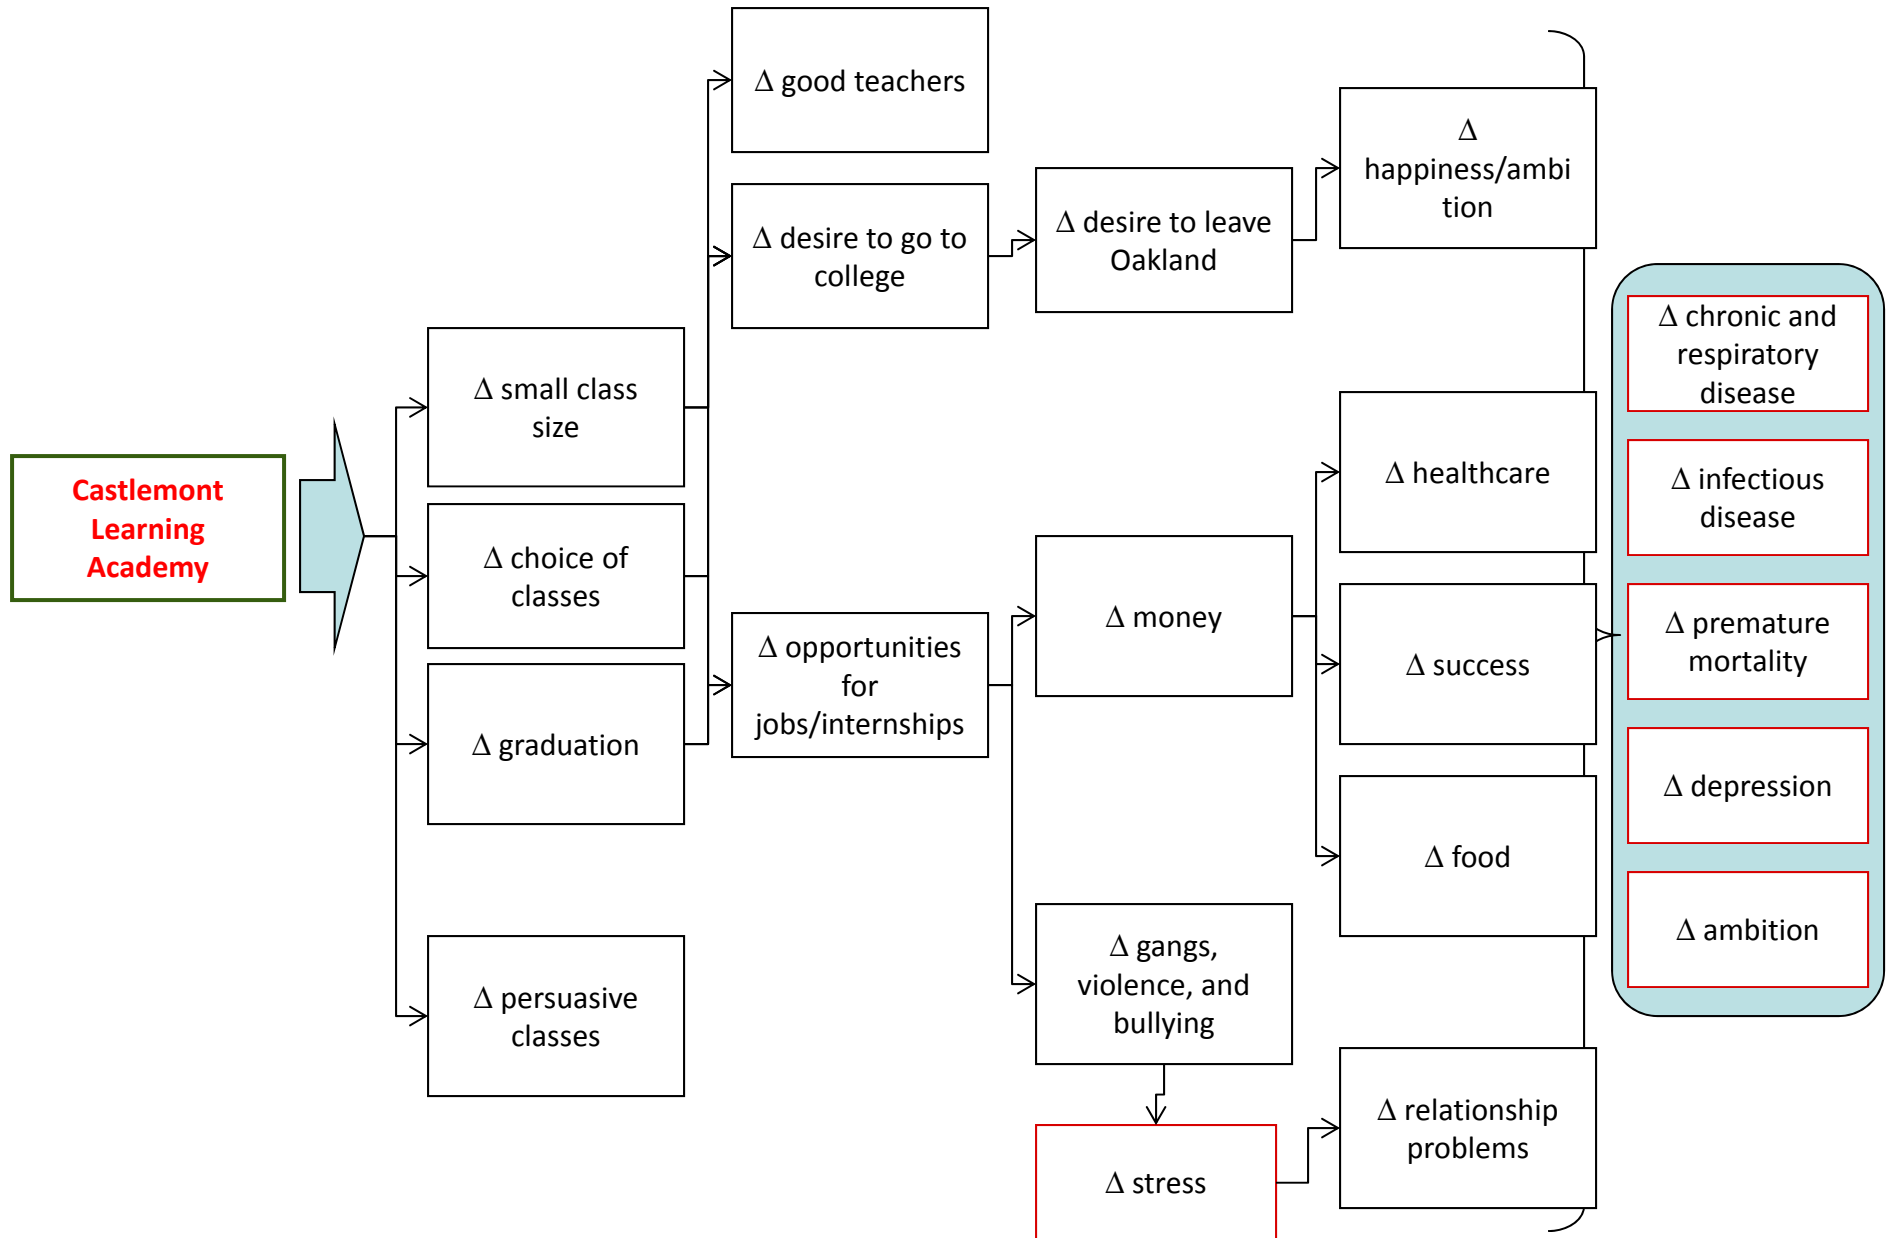 Castlemont
Learning
Academy
Δ small class
size
Δ choice of
classes
Δ graduation
Δ persuasive
classes
Δ good teachers
Δ desire to go to
college
Δ opportunities
for
jobs/internships
Δ desire to leave
Oakland
Δ money
Δ gangs,
violence, and
bullying
Δ stress
Δ
happiness/ambi
tion
Δ healthcare
Δ success
Δ food
Δ relationship
problems
Δ chronic and
respiratory
disease
Δ infectious
disease
Δ premature
mortality
Δ depression
Δ ambition